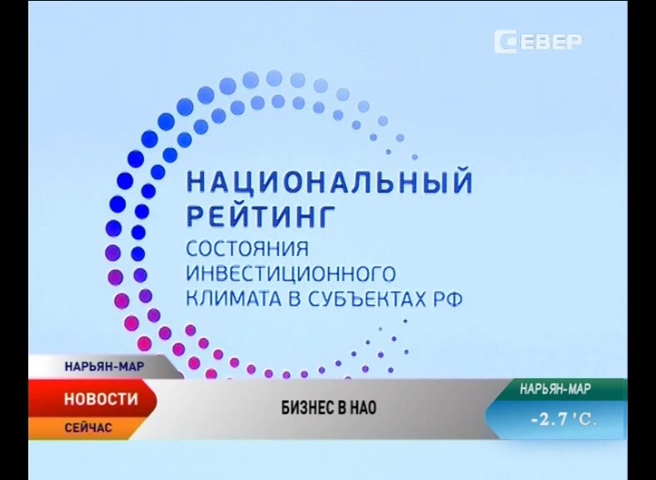 СЕВЕР
НАЦИОНАЛЬНЫЙ
РЕЙТИНГ
СОСТОЯНИЯ
ИНВЕСТИЦИОННОГО
КЛИМАТА В СУБЪЕКТАХ РФ
НАРЬЯН-МАР
НОВОСТИ
СЕЙЧАС
БИЗНЕС В НАО
НАРЬЯН-МАР
-2.7 'C.